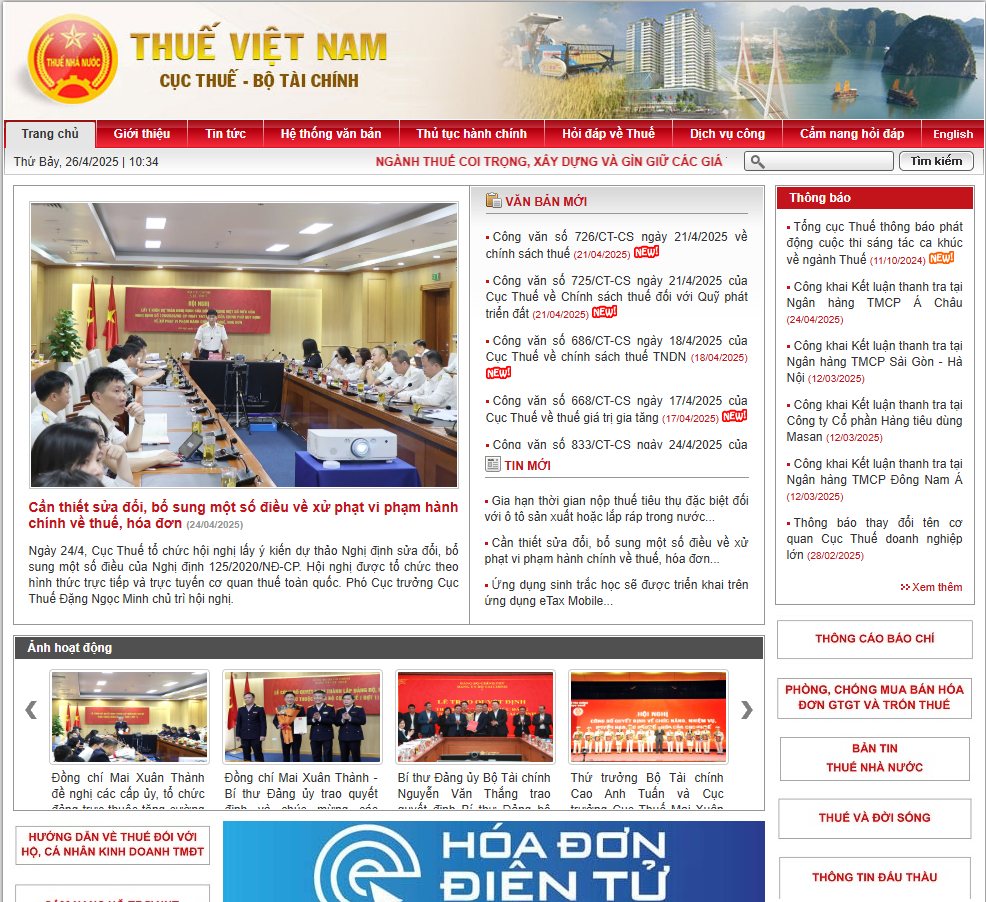 THUẾ NHÀ NƯỚC
THUẾ VIỆT NAM
CỤC THUẾ - BỘ TÀI CHÍNH
Trang chủ
Giới thiệu
Tin tức
Hệ thống văn bản
Thủ tục hành chính
Hỏi đáp về Thuế
Dịch vụ công
Cẩm nang hỏi đáp
English
Thứ Bảy, 26/4/2025 | 10:34
NGÀNH THUẾ COI TRỌNG, XÂY DỰNG VÀ GÌN GIỮ CÁC GIÁ
Tìm kiếm
HỘI NGHỊ
Cần thiết sửa đổi, bổ sung một số điều về xử phạt vi phạm hành
chính về thuế, hóa đơn (24/04/2025)
Ngày 24/4, Cục Thuế tổ chức hội nghị lấy ý kiến dự thảo Nghị định sửa đổi, bổ
sung một số điều của Nghị định 125/2020/NĐ-CP. Hội nghị được tổ chức theo
hình thức trực tiếp và trực tuyến cơ quan thuế toàn quốc. Phó Cục trưởng Cục
Thuế Đặng Ngọc Minh chủ trì hội nghị.
VĂN BẢN MỚI
Công văn số 726/CT-CS ngày 21/4/2025 về
chính sách thuế (21/04/2025) NEW!
Công văn số 725/CT-CS ngày 21/4/2025 của
Cục Thuế về Chính sách thuế đối với Quỹ phát
triển đất (21/04/2025) NEW!
Công văn số 686/CT-CS ngày 18/4/2025 của
Cục Thuế về chính sách thuế TNDN (18/04/2025)
NEW!
Công văn số 668/CT-CS ngày 17/4/2025 của
Cục Thuế về thuế giá trị gia tăng (17/04/2025) NEW!
Công văn số 833/CT-CS ngày 24/4/2025 của
TIN MỚI
Gia hạn thời gian nộp thuế tiêu thụ đặc biệt đối
với ô tô sản xuất hoặc lắp ráp trong nước...
Cần thiết sửa đổi, bổ sung một số điều về xử
phạt vi phạm hành chính về thuế, hóa đơn...
Ứng dụng sinh trắc học sẽ được triển khai trên
ứng dụng eTax Mobile...
Thông báo
Tổng cục Thuế thông báo phát
động cuộc thi sáng tác ca khúc
về ngành Thuế (11/10/2024) NEW!
Công khai Kết luận thanh tra tại
Ngân hàng TMCP Á Châu
(24/04/2025)
Công khai Kết luận thanh tra tại
Ngân hàng TMCP Sài Gòn - Hà
Nội (12/03/2025)
Công khai Kết luận thanh tra tại
Công ty Cổ phần Hàng tiêu dùng
Masan (12/03/2025)
Công khai Kết luận thanh tra tại
Ngân hàng TMCP Đông Nam Á
(12/03/2025)
Thông báo thay đổi tên cơ
quan Cục Thuế doanh nghiệp
lớn (28/02/2025)
Xem thêm
THÔNG CÁO BÁO CHÍ
PHÒNG, CHỐNG MUA BÁN HÓA
ĐƠN GTGT VÀ TRỐN THUẾ
BẢN TIN
THUẾ NHÀ NƯỚC
THUẾ VÀ ĐỜI SỐNG
THÔNG TIN ĐẤU THẦU
Ảnh hoạt động
LỄ TRAO QUYẾT ĐỊNH
HỘI NGHỊ
Đồng chí Mai Xuân Thành
đề nghị các cấp ủy, tổ chức
đảng trực thuộc tăng cường
Đồng chí Mai Xuân Thành -
Bí thư Đảng ủy trao quyết
định và chúc mừng các
Bí thư Đảng ủy Bộ Tài chính
Nguyễn Văn Thắng trao
quyết định Bí thư Đảng bộ
Thứ trưởng Bộ Tài chính
Cao Anh Tuấn và Cục
trưởng Cục Thuế Mai Xuân
HƯỚNG DẪN VỀ THUẾ ĐỐI VỚI
HỘ, CÁ NHÂN KINH DOANH TMĐT
HÓA ĐƠN
ĐIỆN TỬ